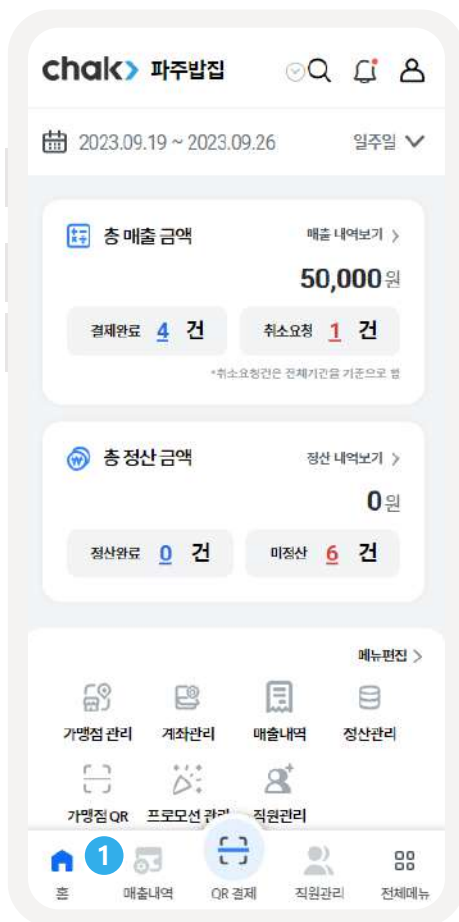 chak 파주밥집
2023.09.19 ~ 2023.09.26 일주일
총 매출 금액 매출 내역보기 >
50,000 원
결제완료 4 건 취소요청 1 건
*취소요청건은 전체기간을 기준으로 함
총 정산 금액 정산 내역보기 >
0 원
정산완료 0 건 미정산 6 건
메뉴편집 >
가맹점 관리 계좌관리 매출내역 정산관리
가맹점 QR 프로모션 관리 직원관리
1
홈 매출내역 QR 결제 직원관리 전체메뉴